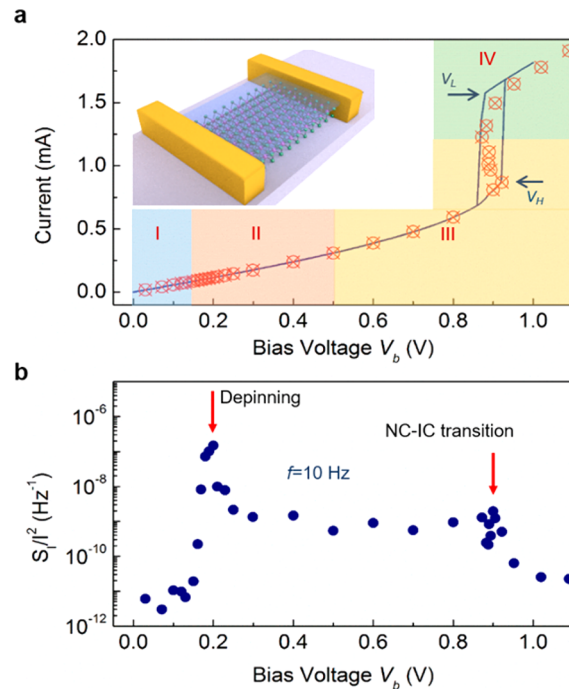 a
2.0
1.5
1.0
0.5
0.0
Current (mA)
I
II
III
IV
V_L
V_H
0.0 0.2 0.4 0.6 0.8 1.0
Bias Voltage V_b (V)
b
10^-6
10^-8
10^-10
10^-12
S_I/I^2 (Hz^-1)
Depinning
NC-IC transition
f=10 Hz
0.0 0.2 0.4 0.6 0.8 1.0
Bias Voltage V_b (V)